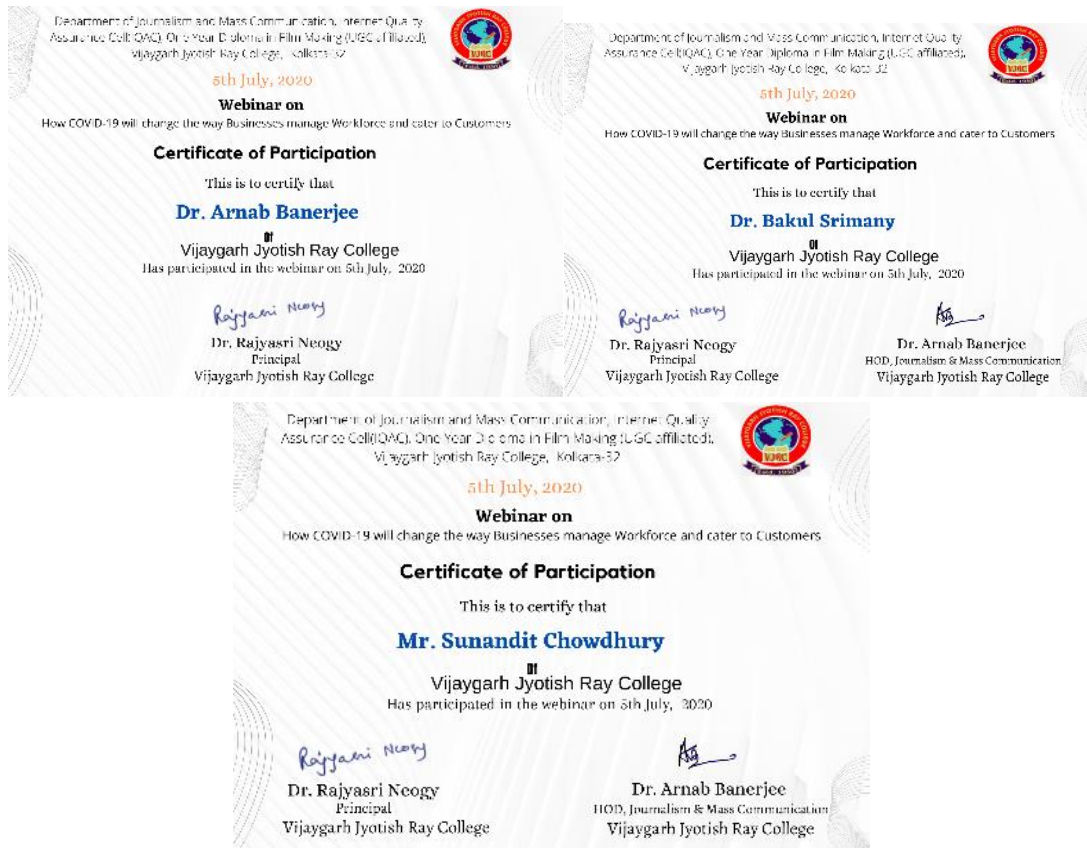 Department of Journalism and Mass Communication, Internet Quality
Assurance Cell(IQAC), One Year Diploma in Film Making (UGC affiliated),
Vijaygarh Jyotish Ray College, Kolkata-32
5th July, 2020
Webinar on
How COVID-19 will change the way Businesses manage Workforce and cater to Customers
Certificate of Participation
This is to certify that
Dr. Arnab Banerjee
Of
Vijaygarh Jyotish Ray College
Has participated in the webinar on 5th July, 2020
Rajyasri Neogy
Dr. Rajyasri Neogy
Principal
Vijaygarh Jyotish Ray College
Department of Journalism and Mass Communication, Internet Quality
Assurance Cell(IQAC), One Year Diploma in Film Making (UGC affiliated),
Vijaygarh Jyotish Ray College, Kolkata-32
VJRC
5th July, 2020
Webinar on
How COVID-19 will change the way Businesses manage Workforce and cater to Customers
Certificate of Participation
This is to certify that
Dr. Bakul Srimany
Of
Vijaygarh Jyotish Ray College
Has participated in the webinar on 5th July, 2020
Rajyasri Neogy
Dr. Rajyasri Neogy
Principal
Vijaygarh Jyotish Ray College
Dr. Arnab Banerjee
HOD, Journalism & Mass Communication
Vijaygarh Jyotish Ray College
Department of Journalism and Mass Communication, Internet Quality
Assurance Cell(IQAC), One Year Diploma in Film Making (UGC affiliated),
Vijaygarh Jyotish Ray College, Kolkata-32
VIJAYGARH JYOTISH RAY COLLEGE
VJRC
5th July, 2020
Webinar on
How COVID-19 will change the way Businesses manage Workforce and cater to Customers
Certificate of Participation
This is to certify that
Mr. Sunandit Chowdhury
Of
Vijaygarh Jyotish Ray College
Has participated in the webinar on 5th July, 2020
Rajyasri Neogy
Dr. Rajyasri Neogy
Principal
Vijaygarh Jyotish Ray College
Dr. Arnab Banerjee
HOD, Journalism & Mass Communication
Vijaygarh Jyotish Ray College